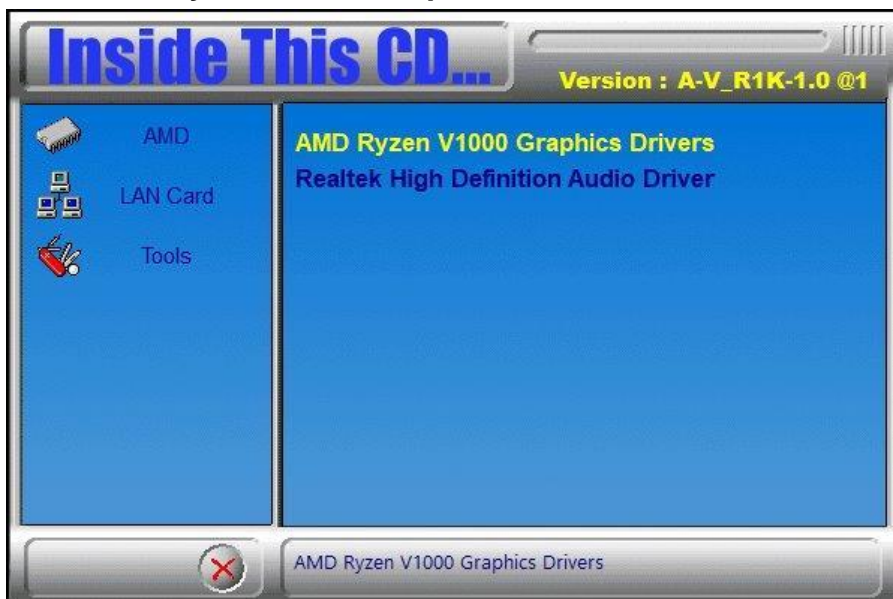 Inside This CD...
Version : A-V_R1K-1.0 @1
AMD
LAN Card
Tools
AMD Ryzen V1000 Graphics Drivers
Realtek High Definition Audio Driver
AMD Ryzen V1000 Graphics Drivers